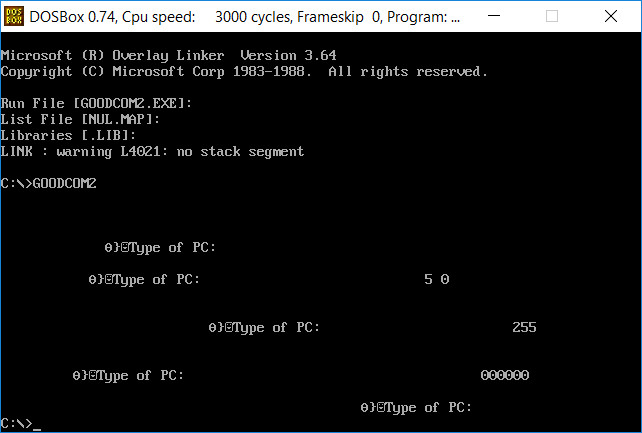 DOSBox 0.74, Cpu speed: 3000 cycles, Frameskip 0, Program: ...
Microsoft (R) Overlay Linker Version 3.64
Copyright (C) Microsoft Corp 1983-1988. All rights reserved.
Run File [GOODCOM2.EXE]:
List File [NUL.MAP]:
Libraries [.LIB]:
LINK : warning L4021: no stack segment
C:\>GOODCOM2
θ}☺Type of PC:
θ}☺Type of PC: 5 0
θ}☺Type of PC: 255
θ}☺Type of PC: 000000
θ}☺Type of PC:
C:\>_